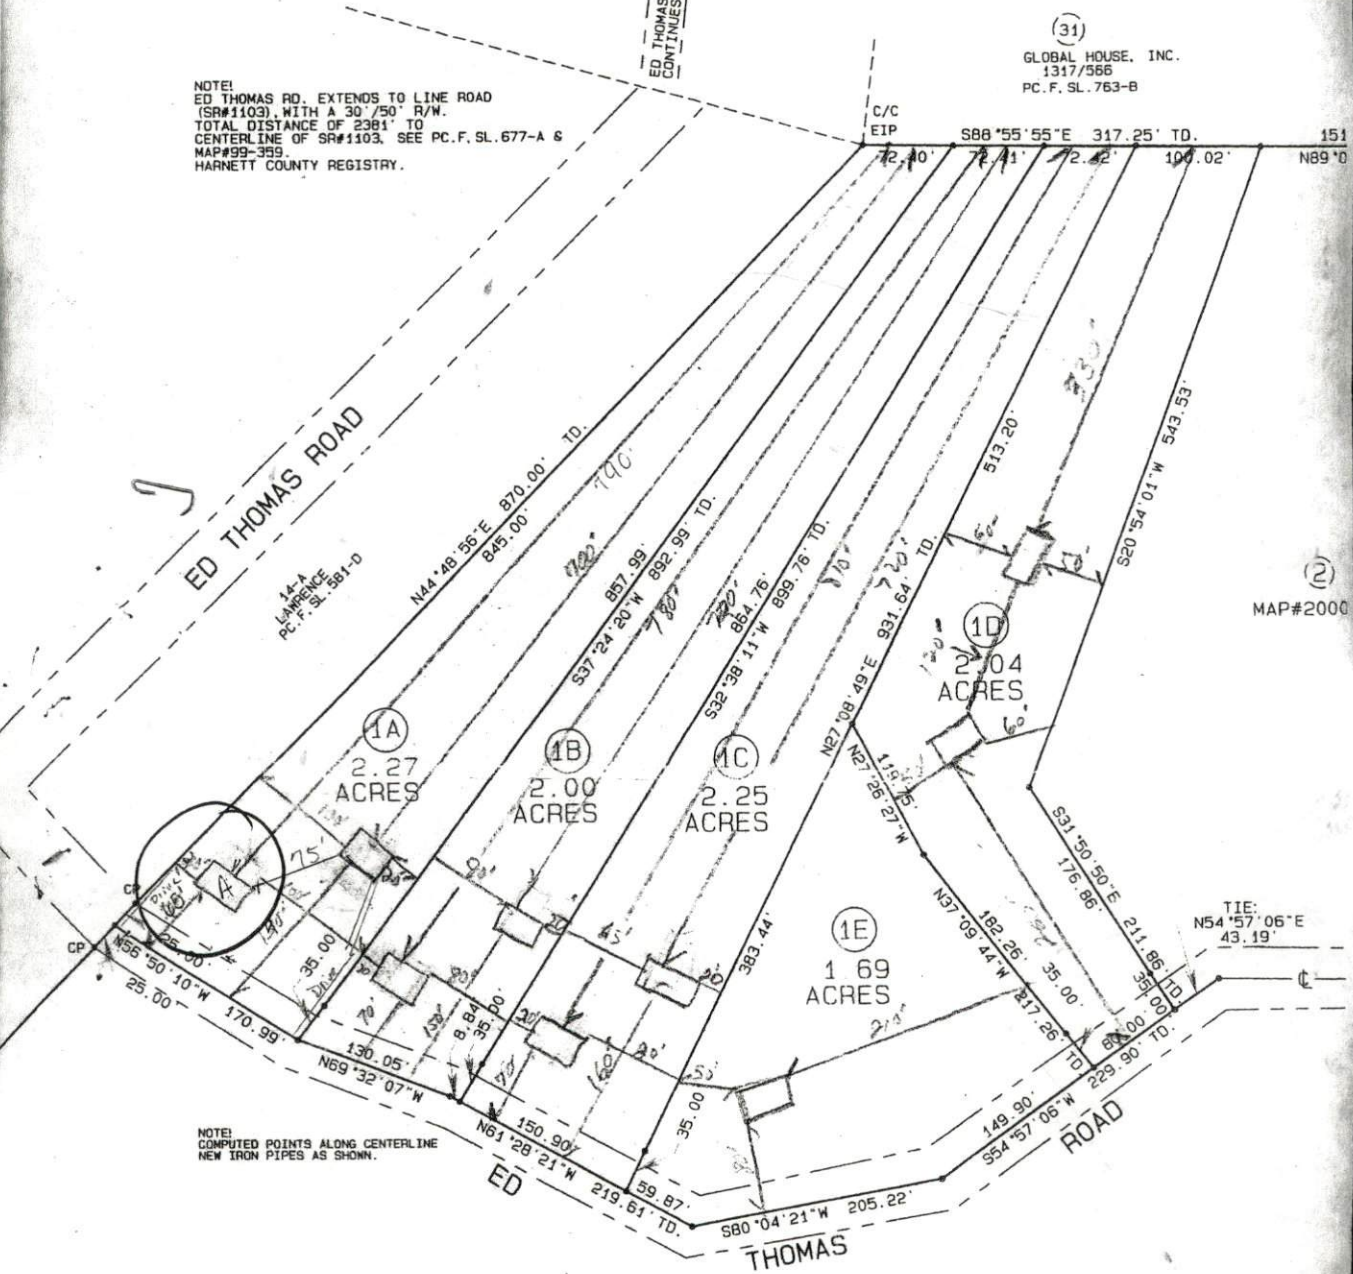 ED THOMAS
CONTINUES
(31)
GLOBAL HOUSE, INC.
1317/566
PC.F, SL.763-B
NOTE!
ED THOMAS RD. EXTENDS TO LINE ROAD
(SR#1103), WITH A 30'/50' R/W.
TOTAL DISTANCE OF 2381' TO
CENTERLINE OF SR#1103, SEE PC.F, SL.677-A &
MAP#99-359.
HARNETT COUNTY REGISTRY.
C/C
EIP
S88°55'55"E 317.25' TD.
151
72.40'
72.41'
72.42'
100.02'
N89°0
ED THOMAS ROAD
14-A
LAWRENCE
PC.F, SL.581-D
N44°48'56"E 870.00' TD.
845.00'
790'
857.99'
S37°24'20"W 892.99' TD.
780'
864.76'
S32°38'11"W 899.76' TD.
N27°08'49"E 931.64' TD.
513.20'
S20°54'01"W 543.53'
60'
(2)
MAP#2000
1A
2.27
ACRES
1B
2.00
ACRES
1C
2.25
ACRES
1D
2.04
ACRES
60'
119.75'
N27°26'27"W
S31°50'50"E 211.86 TD.
176.86'
75'
A
CP
CP
25.00'
N56°50'10"W 170.99'
25.00'
35.00
130.05'
N69°32'07"W
8.84
35.00'
150.90'
N61°28'21"W 219.61' TD.
59.87'
35.00
383.44'
1E
1 69
ACRES
182.26'
N37°09'44"W 217.26' TD
35.00'
35.00
TIE:
N54°57'06"E
43.19'
℄
80.00
149.90'
S54°57'06"W 229.90' TD.
S80°04'21"W 205.22'
NOTE!
COMPUTED POINTS ALONG CENTERLINE
NEW IRON PIPES AS SHOWN.
ED
THOMAS
ROAD